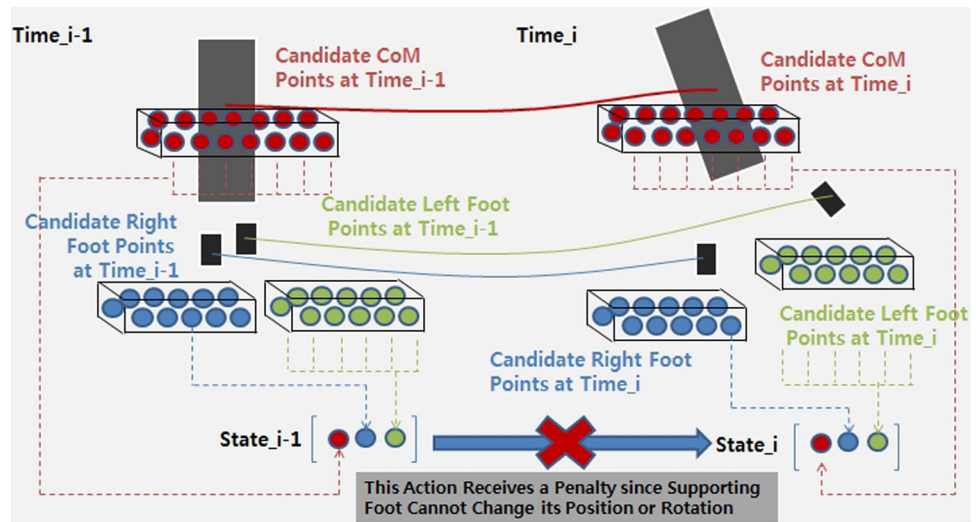 Time_i-1
Time_i
Candidate CoM
Points at Time_i-1
Candidate CoM
Points at Time_i
Candidate Right
Foot Points
at Time_i-1
Candidate Left Foot
Points at Time_i-1
Candidate Right Foot
Points at Time_i
Candidate Left Foot
Points at Time_i
State_i-1
State_i
This Action Receives a Penalty since Supporting
Foot Cannot Change its Position or Rotation